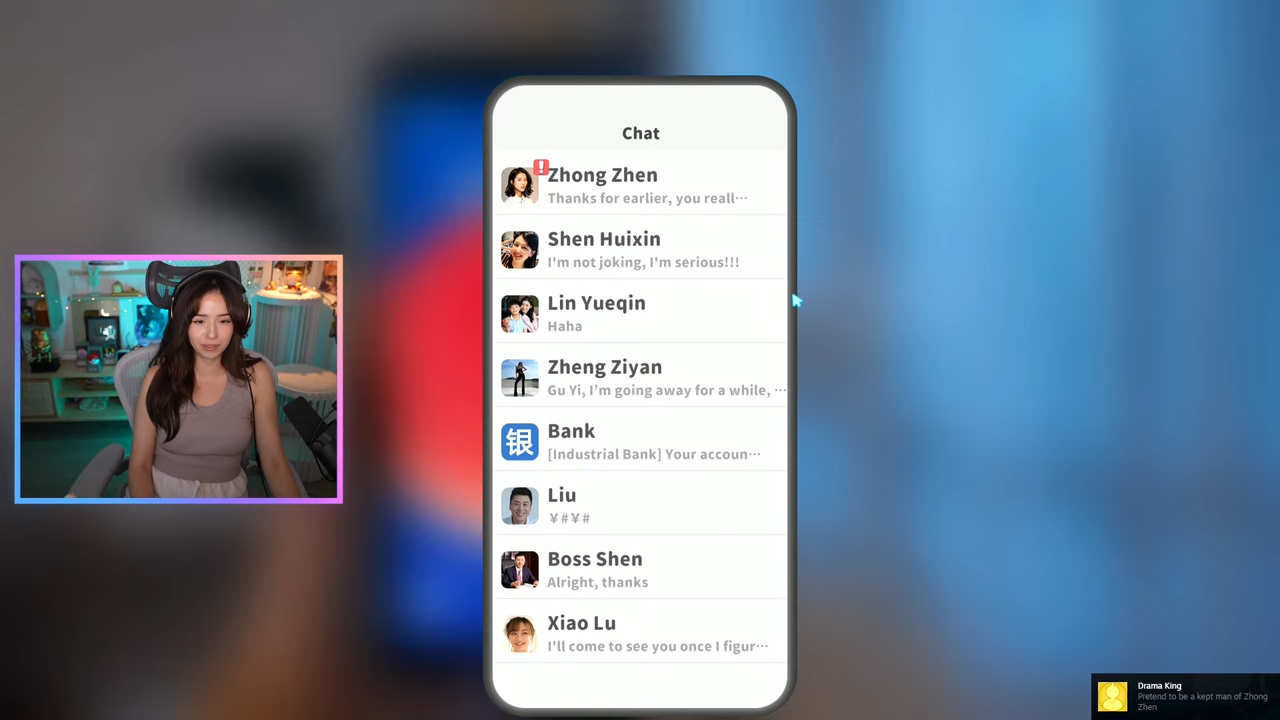 Chat
Zhong Zhen
Thanks for earlier, you reall···
Shen Huixin
I'm not joking, I'm serious!!!
Lin Yueqin
Haha
Zheng Ziyan
Gu Yi, I'm going away for a while, ···
银
Bank
[Industrial Bank] Your accoun···
Liu
¥#¥#
Boss Shen
Alright, thanks
Xiao Lu
I'll come to see you once I figur···
Drama King
Pretend to be a kept man of Zhong
Zhen